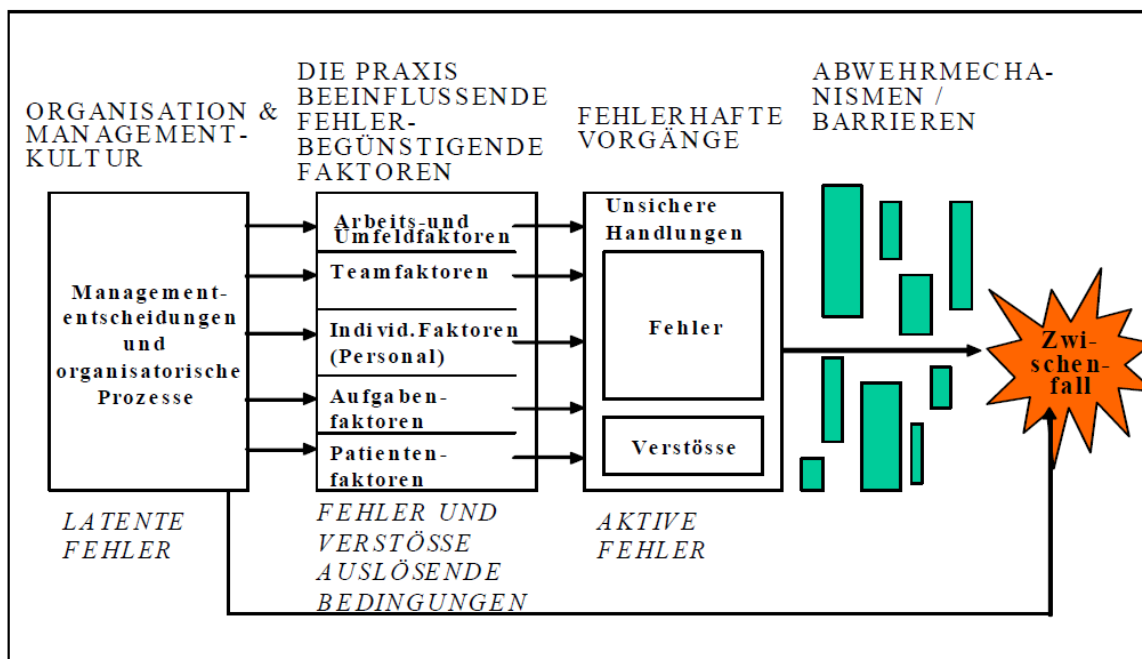 ORGANISATION &
MANAGEMENT-
KULTUR
DIE PRAXIS
BEEINFLUSSENDE
FEHLER-
BEGÜNSTIGENDE
FAKTOREN
FEHLERHAFTE
VORGÄNGE
ABWEHRMECHA-
NISMEN /
BARRIEREN
Management-
entscheidungen
und
organisatorische
Prozesse
Arbeits-und
Umfeldfaktoren
Teamfaktoren
Individ.Faktoren
(Personal)
Aufgaben-
faktoren
Patienten-
faktoren
Unsichere
Handlungen
Fehler
Verstösse
Zwi-
schen-
fall
LATENTE
FEHLER
FEHLER UND
VERSTÖSSE
AUSLÖSENDE
BEDINGUNGEN
AKTIVE
FEHLER